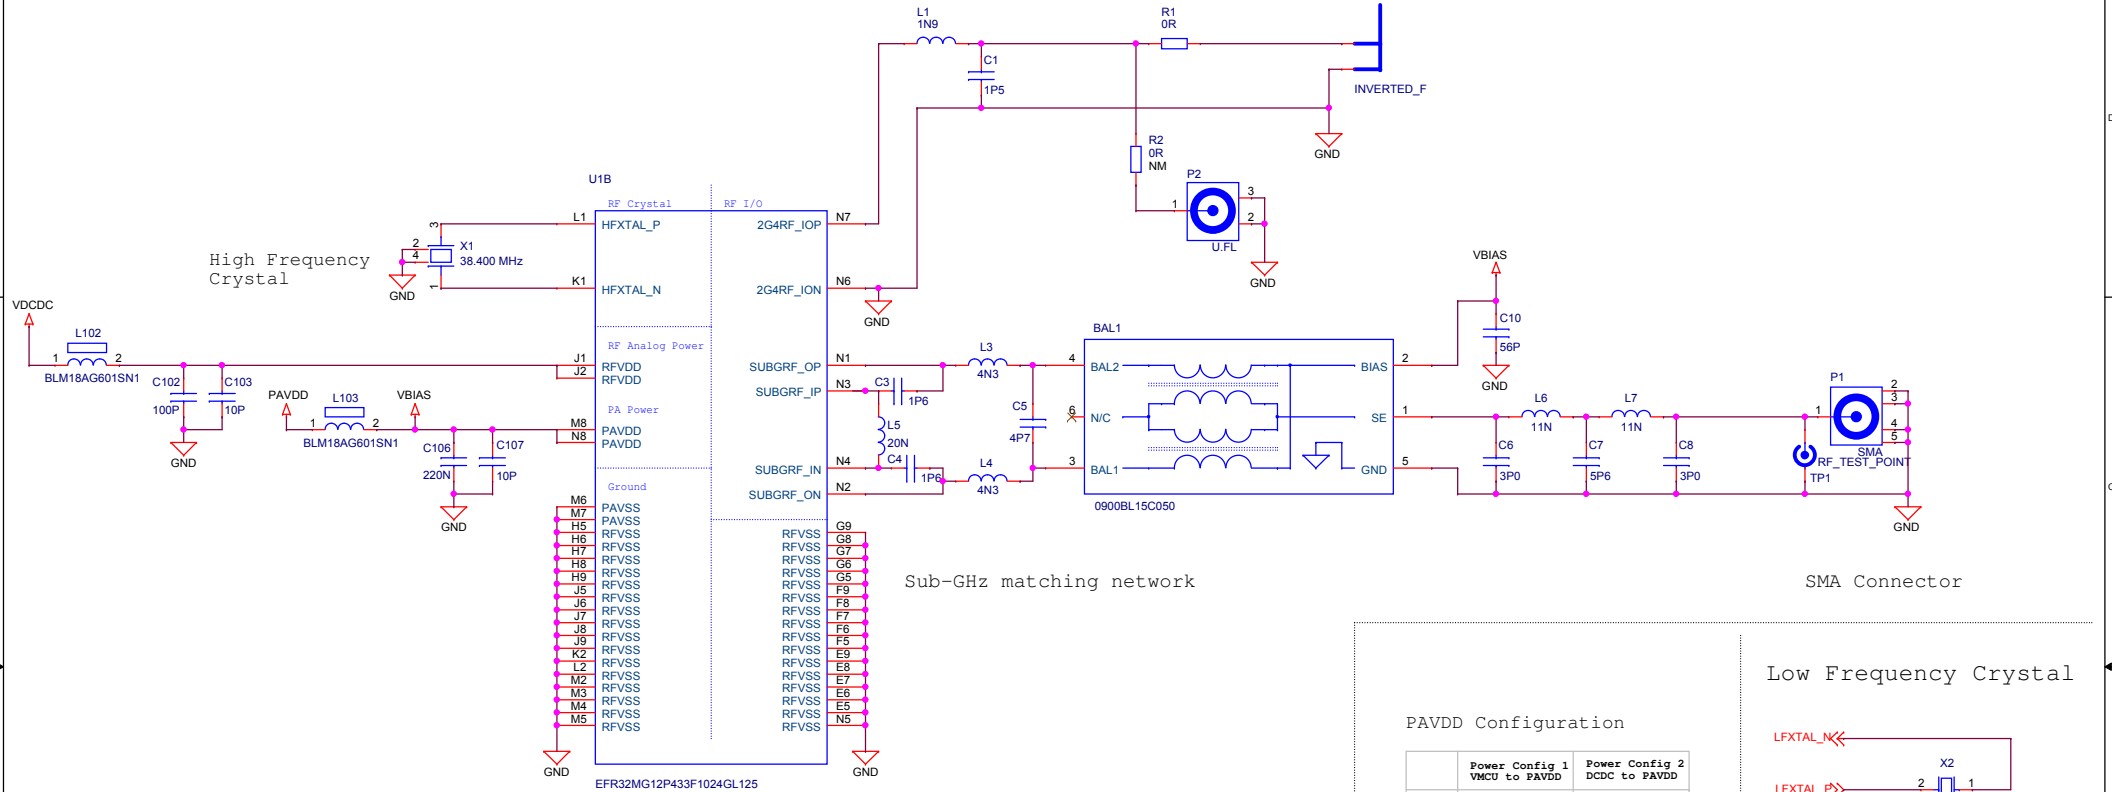 L1
1N9
R1
0R
C1
1P5
INVERTED_F
GND
R2
0R
NM
P2
1
3
2
U.FL
GND
U1B
RF Crystal
RF I/O
L1
HFXTAL_P
2G4RF_IOP
N7
3
2
4
X1
38.400 MHz
1
GND
High Frequency
Crystal
K1
HFXTAL_N
2G4RF_ION
N6
GND
VDCDC
L102
1
2
BLM18AG601SN1
C102
100P
C103
10P
GND
RF Analog Power
J1
RFVDD
J2
RFVDD
PAVDD
L103
1
2
BLM18AG601SN1
VBIAS
C106
220N
C107
10P
GND
PA Power
M8
PAVDD
N8
PAVDD
SUBGRF_OP
N1
SUBGRF_IP
N3
SUBGRF_IN
N4
SUBGRF_ON
N2
C3
1P6
L5
20N
C4
1P6
L3
4N3
C5
4P7
L4
4N3
BAL1
4
BAL2
6
N/C
3
BAL1
BIAS
2
SE
1
GND
5
0900BL15C050
VBIAS
C10
56P
GND
L6
11N
L7
11N
C6
3P0
C7
5P6
C8
3P0
P1
1
2
3
4
5
SMA
RF_TEST_POINT
TP1
GND
Ground
M6
PAVSS
M7
PAVSS
H5
RFVSS
H6
RFVSS
H7
RFVSS
H8
RFVSS
H9
RFVSS
J5
RFVSS
J6
RFVSS
J7
RFVSS
J8
RFVSS
J9
RFVSS
K2
RFVSS
L2
RFVSS
M2
RFVSS
M3
RFVSS
M4
RFVSS
M5
RFVSS
GND
RFVSS
G9
RFVSS
G8
RFVSS
G7
RFVSS
G6
RFVSS
G5
RFVSS
F9
RFVSS
F8
RFVSS
F7
RFVSS
F6
RFVSS
F5
RFVSS
E9
RFVSS
E8
RFVSS
E7
RFVSS
E6
RFVSS
E5
RFVSS
N5
GND
EFR32MG12P433F1024GL125
Sub-GHz matching network
SMA Connector
PAVDD Configuration
Power Config 1
VMCU to PAVDD
Power Config 2
DCDC to PAVDD
Low Frequency Crystal
LFXTAL_N
X2
2
1